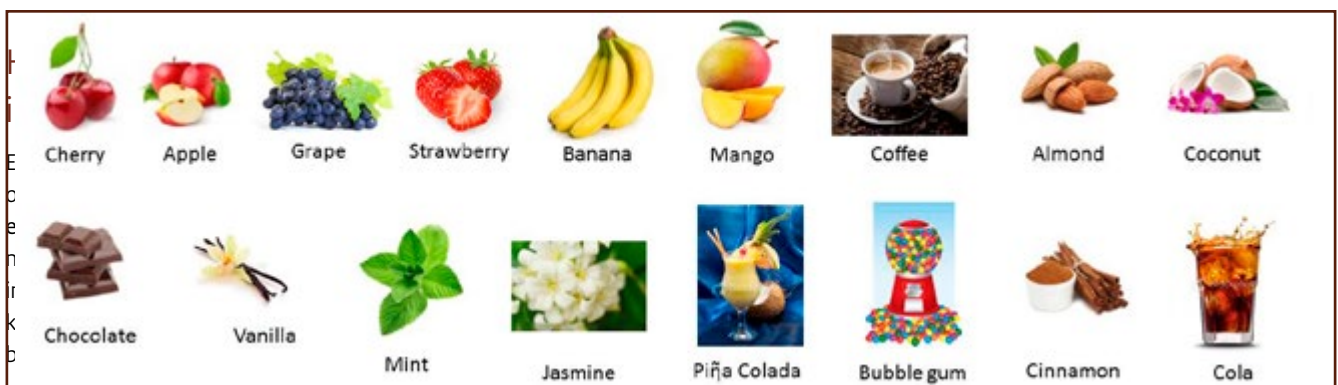 Cherry Apple Grape Strawberry Banana Mango Coffee Almond Coconut
Chocolate Vanilla Mint Jasmine Piña Colada Bubble gum Cinnamon Cola